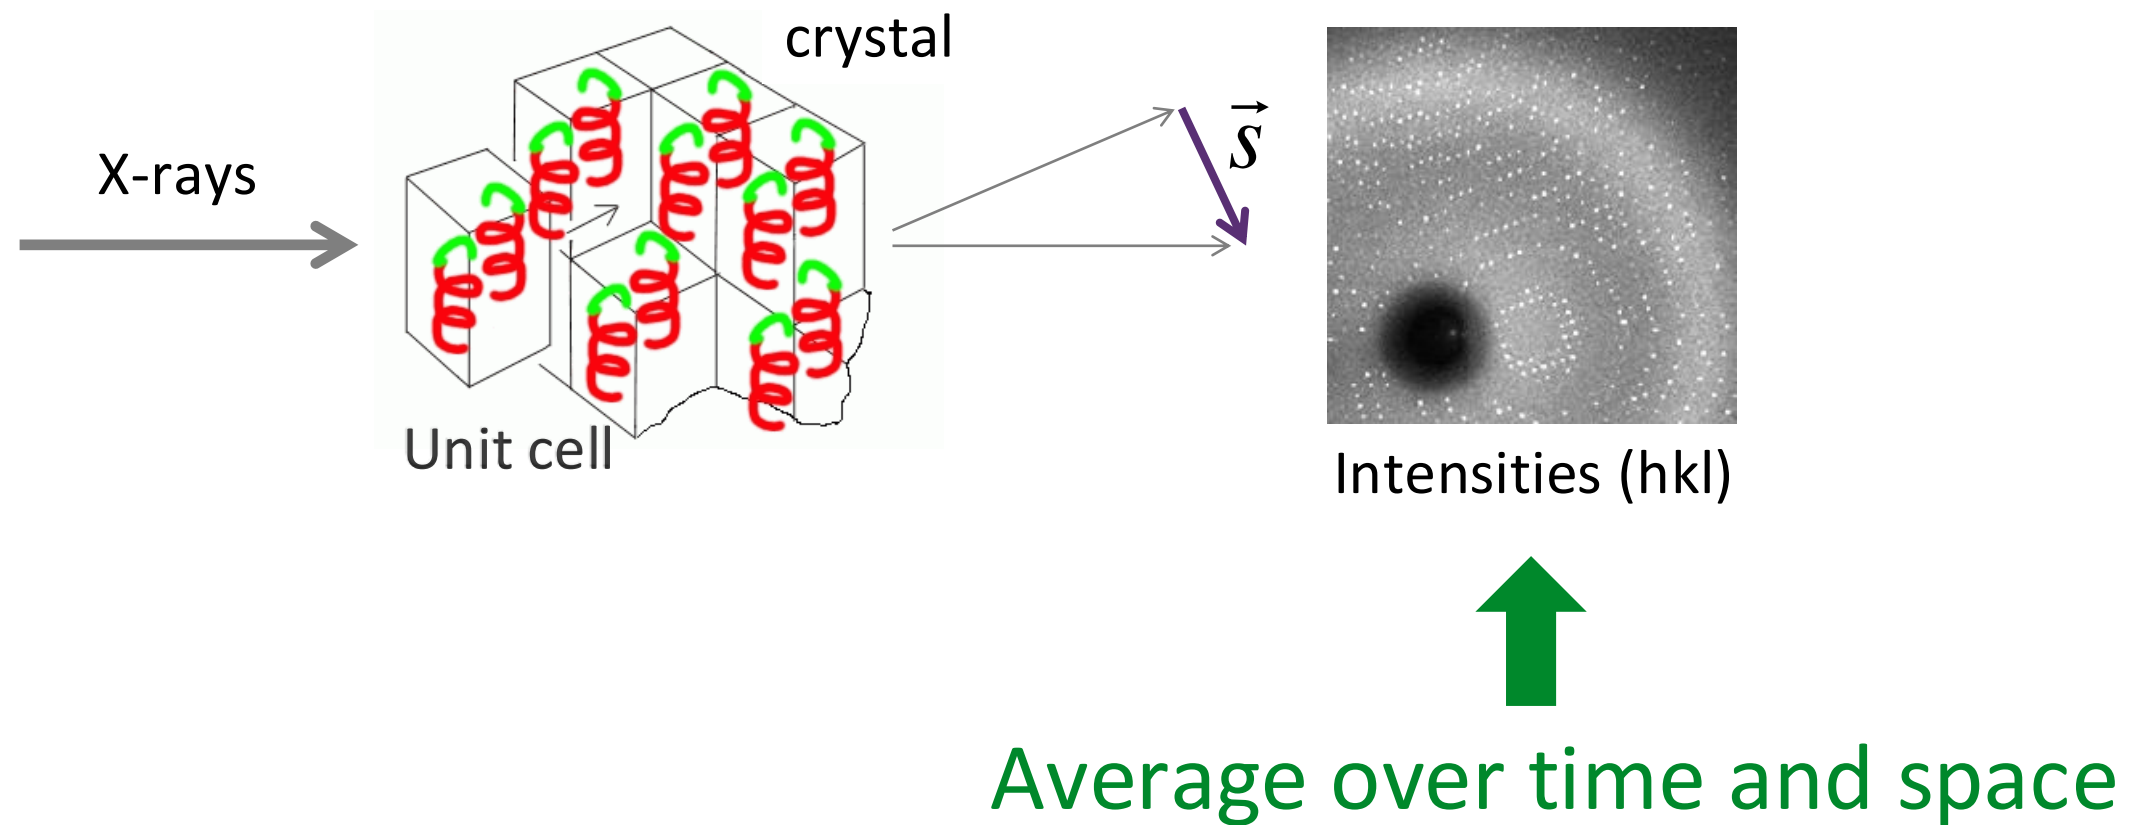 crystal
X-rays
S
Unit cell
Intensities (hkl)
Average over time and space